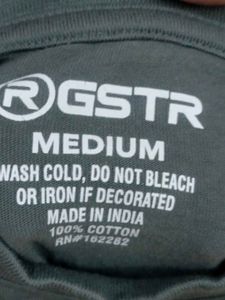 RGSTR
MEDIUM
WASH COLD, DO NOT BLEACH
OR IRON IF DECORATED
MADE IN INDIA
100% COTTON
RN#162282